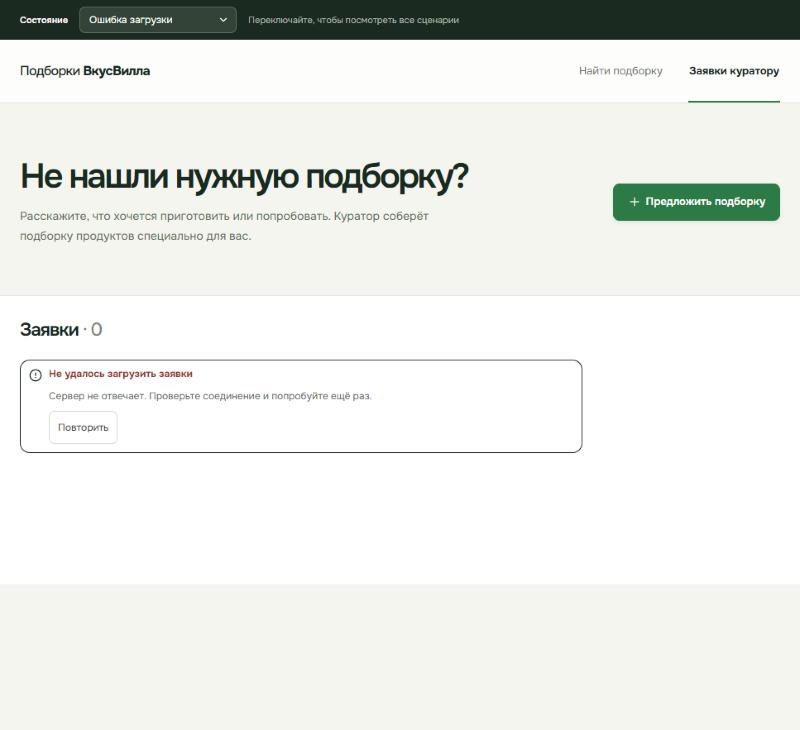 Состояние Ошибка загрузки Переключайте, чтобы посмотреть все сценарии
Подборки ВкусВилла Найти подборку Заявки куратору
Не нашли нужную подборку?
Расскажите, что хочется приготовить или попробовать. Куратор соберёт
подборку продуктов специально для вас.
+ Предложить подборку
Заявки · 0
Не удалось загрузить заявки
Сервер не отвечает. Проверьте соединение и попробуйте ещё раз.
Повторить